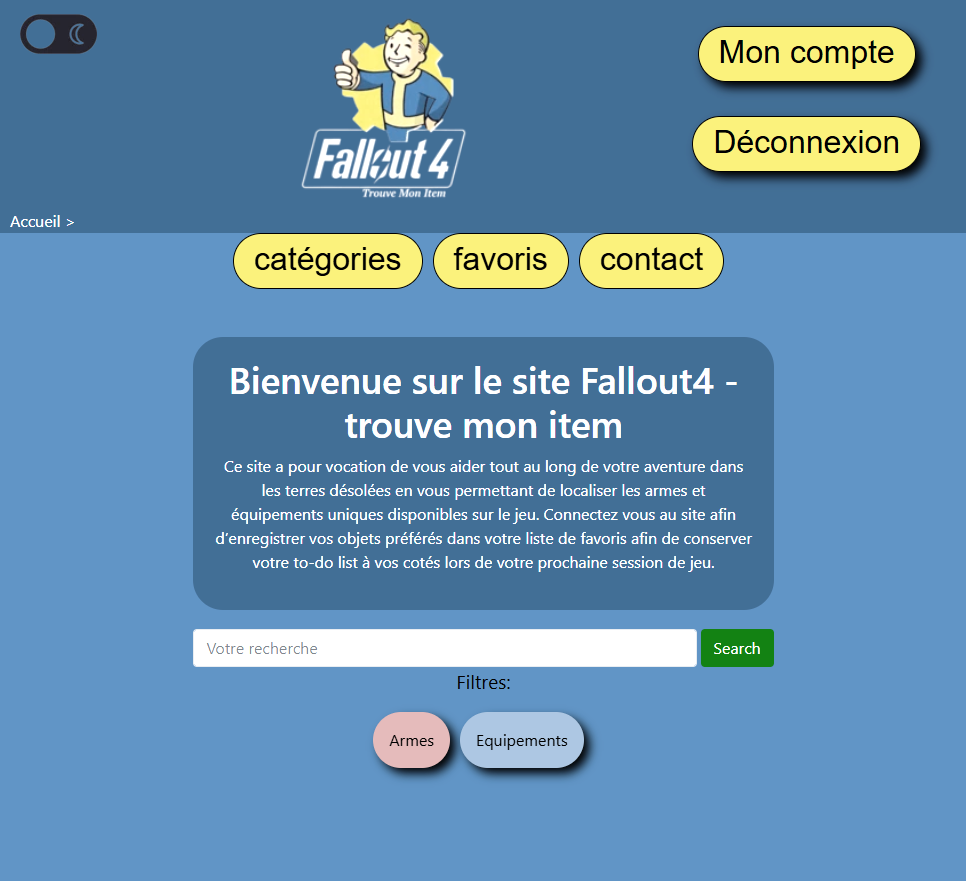 Mon compte
Fallout 4
Trouve Mon Item
Déconnexion
Accueil >
catégories favoris contact
Bienvenue sur le site Fallout4 -
trouve mon item
Ce site a pour vocation de vous aider tout au long de votre aventure dans
les terres désolées en vous permettant de localiser les armes et
équipements uniques disponibles sur le jeu. Connectez vous au site afin
d’enregistrer vos objets préférés dans votre liste de favoris afin de conserver
votre to-do list à vos cotés lors de votre prochaine session de jeu.
Votre recherche Search
Filtres:
Armes Equipements